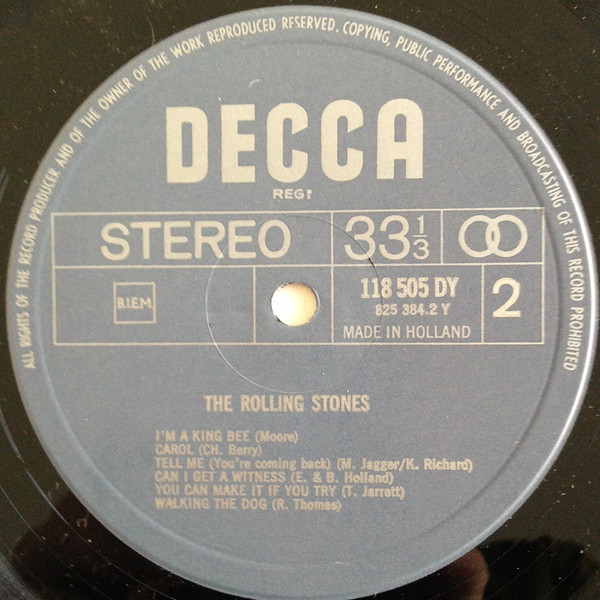 ALL RIGHTS OF THE RECORD PRODUCER AND OF THE OWNER OF THE WORK REPRODUCED RESERVED. COPYING, PUBLIC PERFORMANCE AND BROADCASTING OF THIS RECORD PROHIBITED
DECCA
REGD
STEREO
33 1/3
B.I.E.M.
118 505 DY
825 384.2 Y
MADE IN HOLLAND
2
THE ROLLING STONES
I'M A KING BEE (Moore)
CAROL (CH. Berry)
TELL ME (You're coming back) (M. Jagger/K. Richard)
CAN I GET A WITNESS (E. & B. Holland)
YOU CAN MAKE IT IF YOU TRY (T. Jarrett)
WALKING THE DOG (R. Thomas)